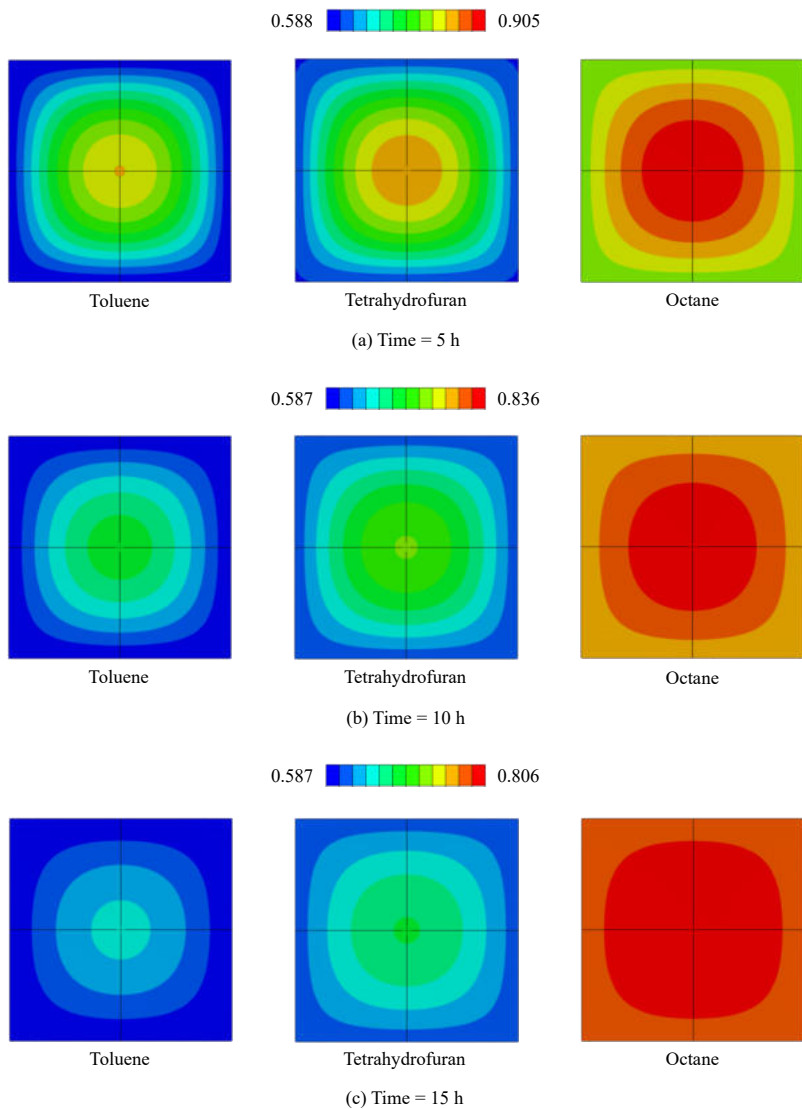 0.588 0.905
Toluene Tetrahydrofuran Octane
(a) Time = 5 h
0.587 0.836
Toluene Tetrahydrofuran Octane
(b) Time = 10 h
0.587 0.806
Toluene Tetrahydrofuran Octane
(c) Time = 15 h